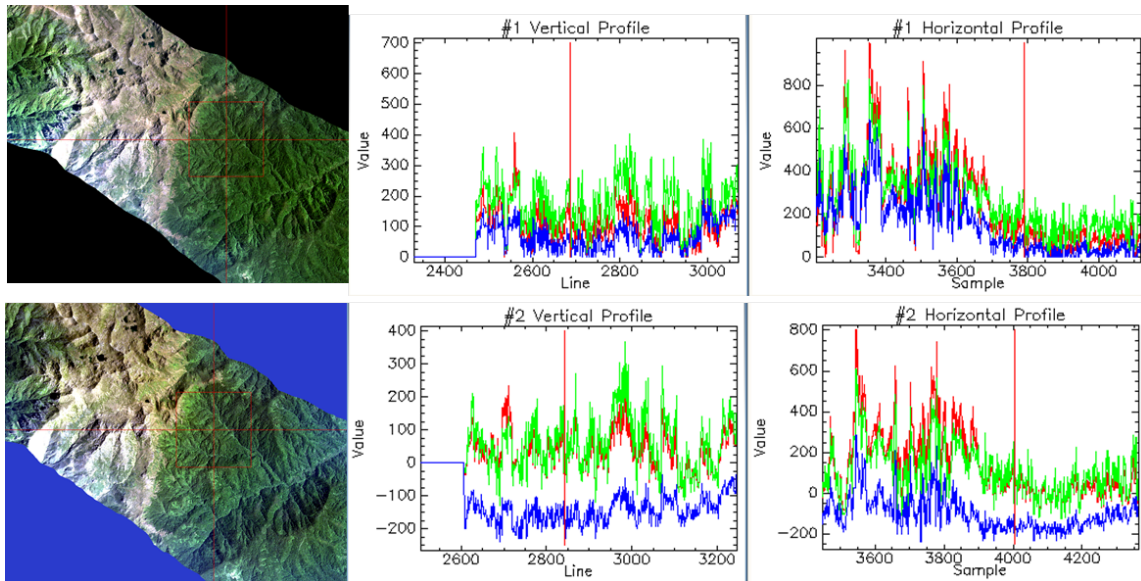 #1 Vertical Profile
700
600
500
400
300
200
100
0
Value
2400 2600 2800 3000
Line
#1 Horizontal Profile
800
600
400
200
0
Value
3400 3600 3800 4000
Sample
#2 Vertical Profile
400
300
200
100
0
−100
−200
Value
2600 2800 3000 3200
Line
#2 Horizontal Profile
800
600
400
200
0
−200
Value
3600 3800 4000 4200
Sample